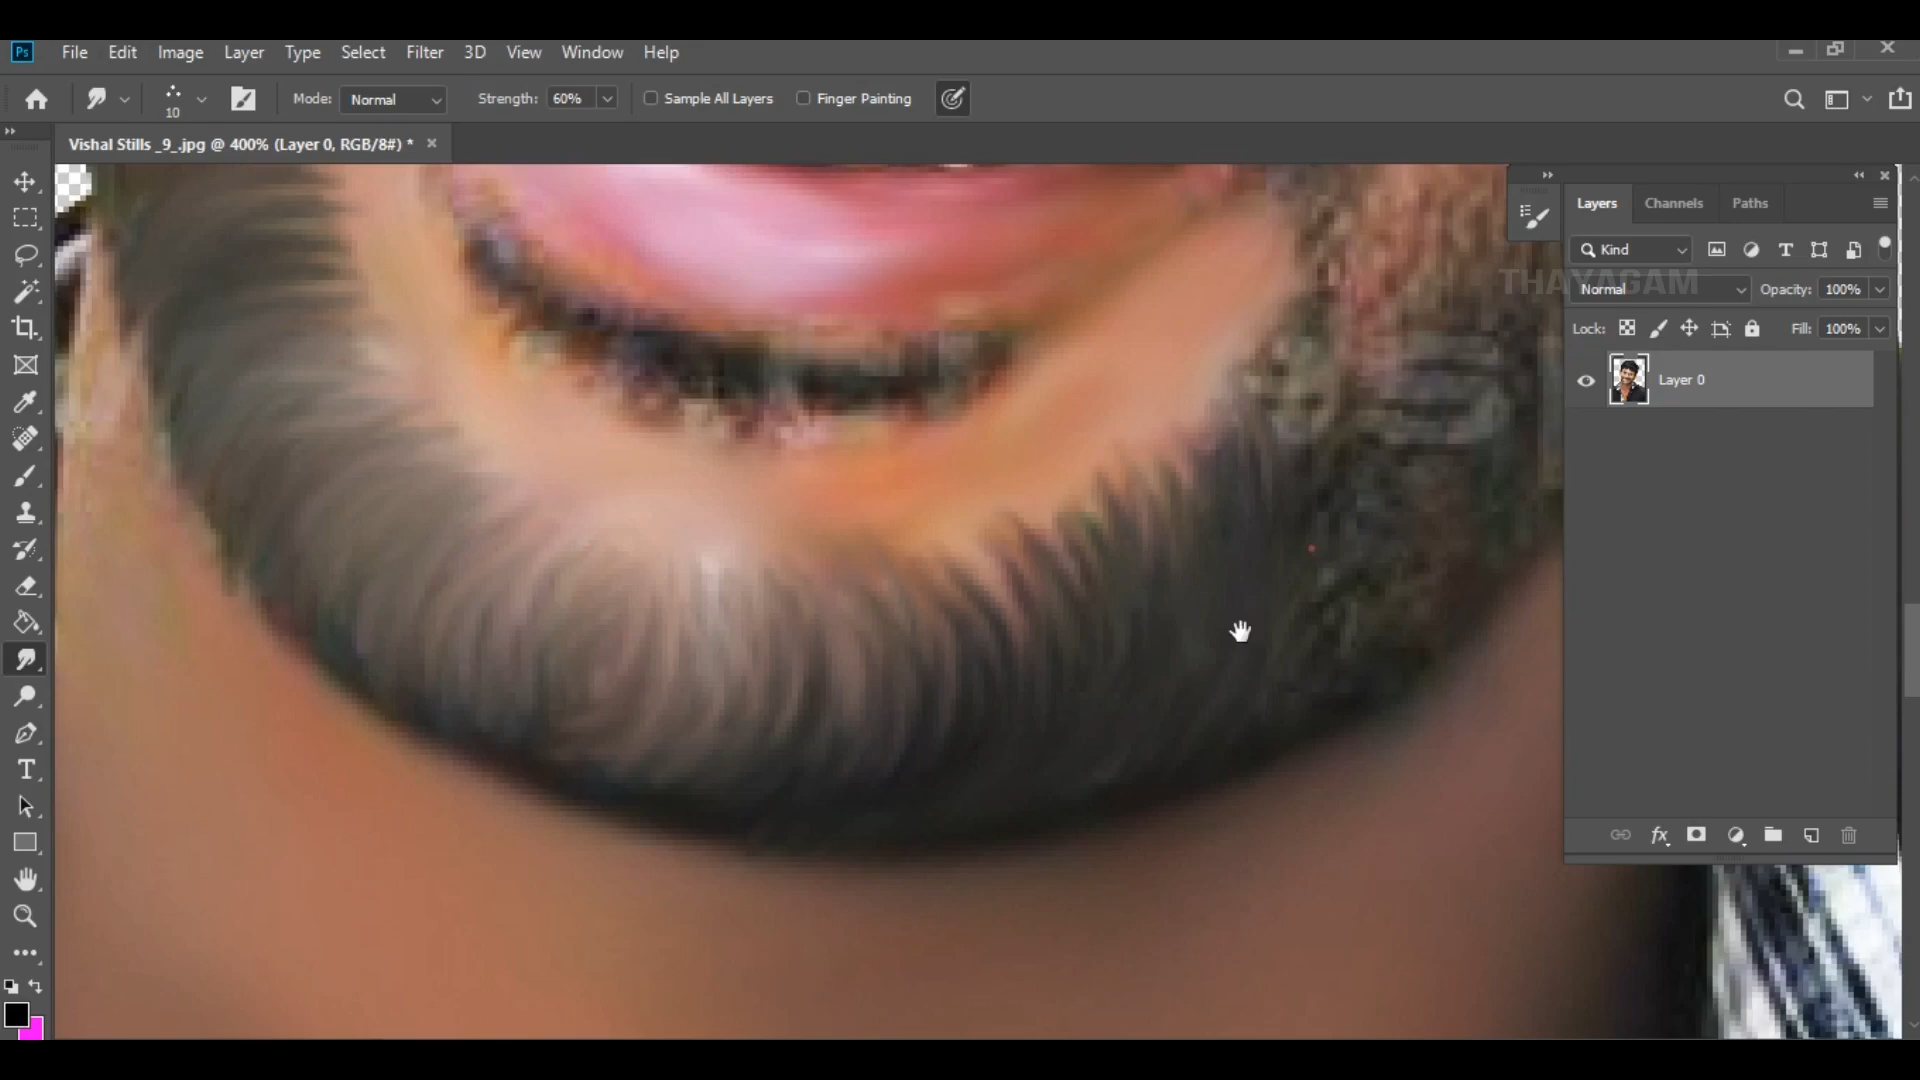 Ps File Edit Image Layer Type Select Filter 3D View Window Help
10 Mode: Normal Strength: 60% Sample All Layers Finger Painting
Vishal Stills _9_.jpg @ 400% (Layer 0, RGB/8#) *
Layers Channels Paths
Kind
THAYAGAM
Normal Opacity: 100%
Lock: Fill: 100%
Layer 0
fx